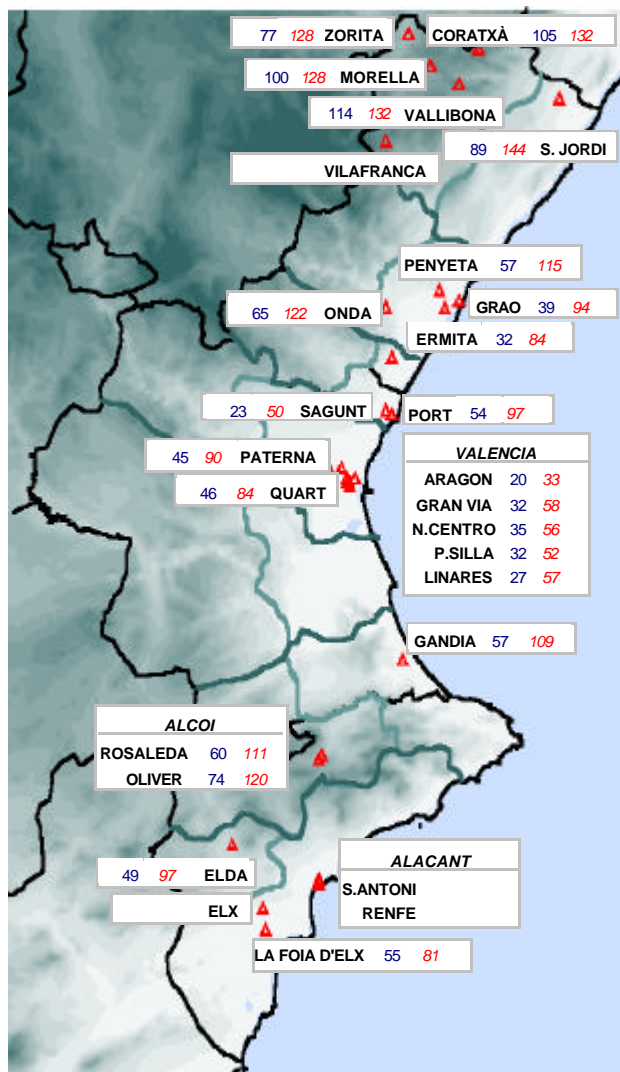 77 128 ZORITA
CORATXÀ 105 132
100 128 MORELLA
114 132 VALLIBONA
89 144 S. JORDI
VILAFRANCA
PENYETA 57 115
65 122 ONDA
GRAO 39 94
ERMITA 32 84
23 50 SAGUNT
PORT 54 97
45 90 PATERNA
46 84 QUART
VALENCIA
ARAGON 20 33
GRAN VIA 32 58
N.CENTRO 35 56
P.SILLA 32 52
LINARES 27 57
GANDIA 57 109
ALCOI
ROSALEDA 60 111
OLIVER 74 120
49 97 ELDA
ALACANT
S.ANTONI
RENFE
ELX
LA FOIA D'ELX 55 81